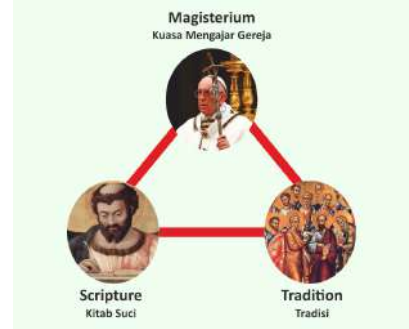 Magisterium
Kuasa Mengajar Gereja
Scripture
Kitab Suci
Tradition
Tradisi